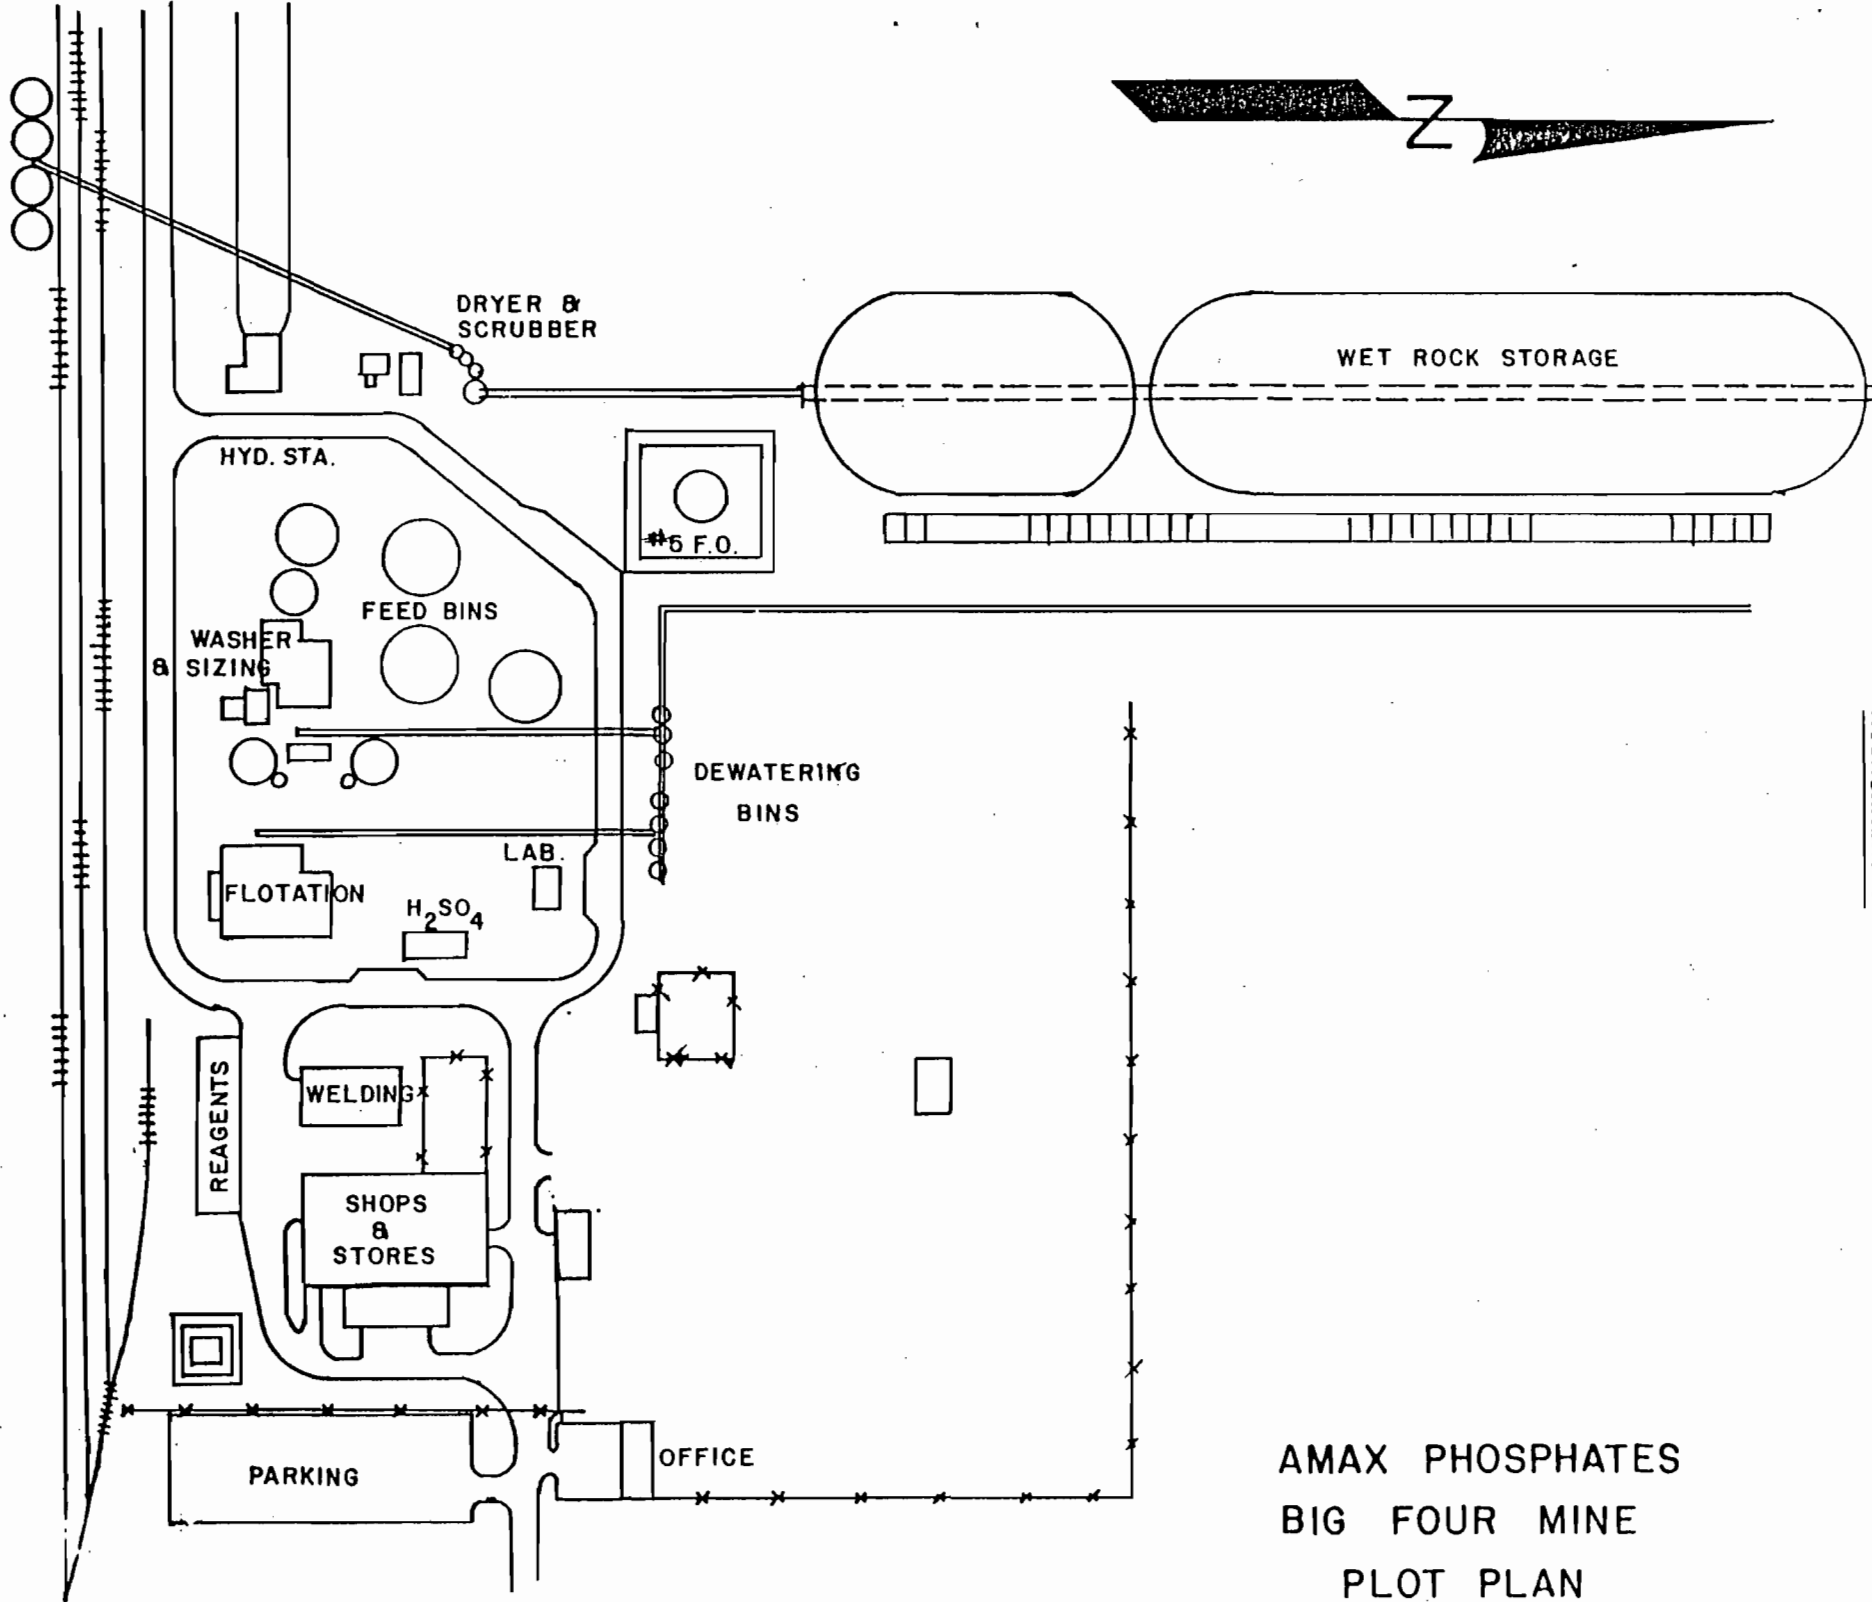 N
DRYER &
SCRUBBER
WET ROCK STORAGE
HYD. STA.
#5 F.O.
FEED BINS
WASHER
& SIZING
DEWATERING
BINS
LAB.
FLOTATION
H2SO4
REAGENTS
WELDING
SHOPS
&
STORES
OFFICE
PARKING
AMAX PHOSPHATES
BIG FOUR MINE
PLOT PLAN